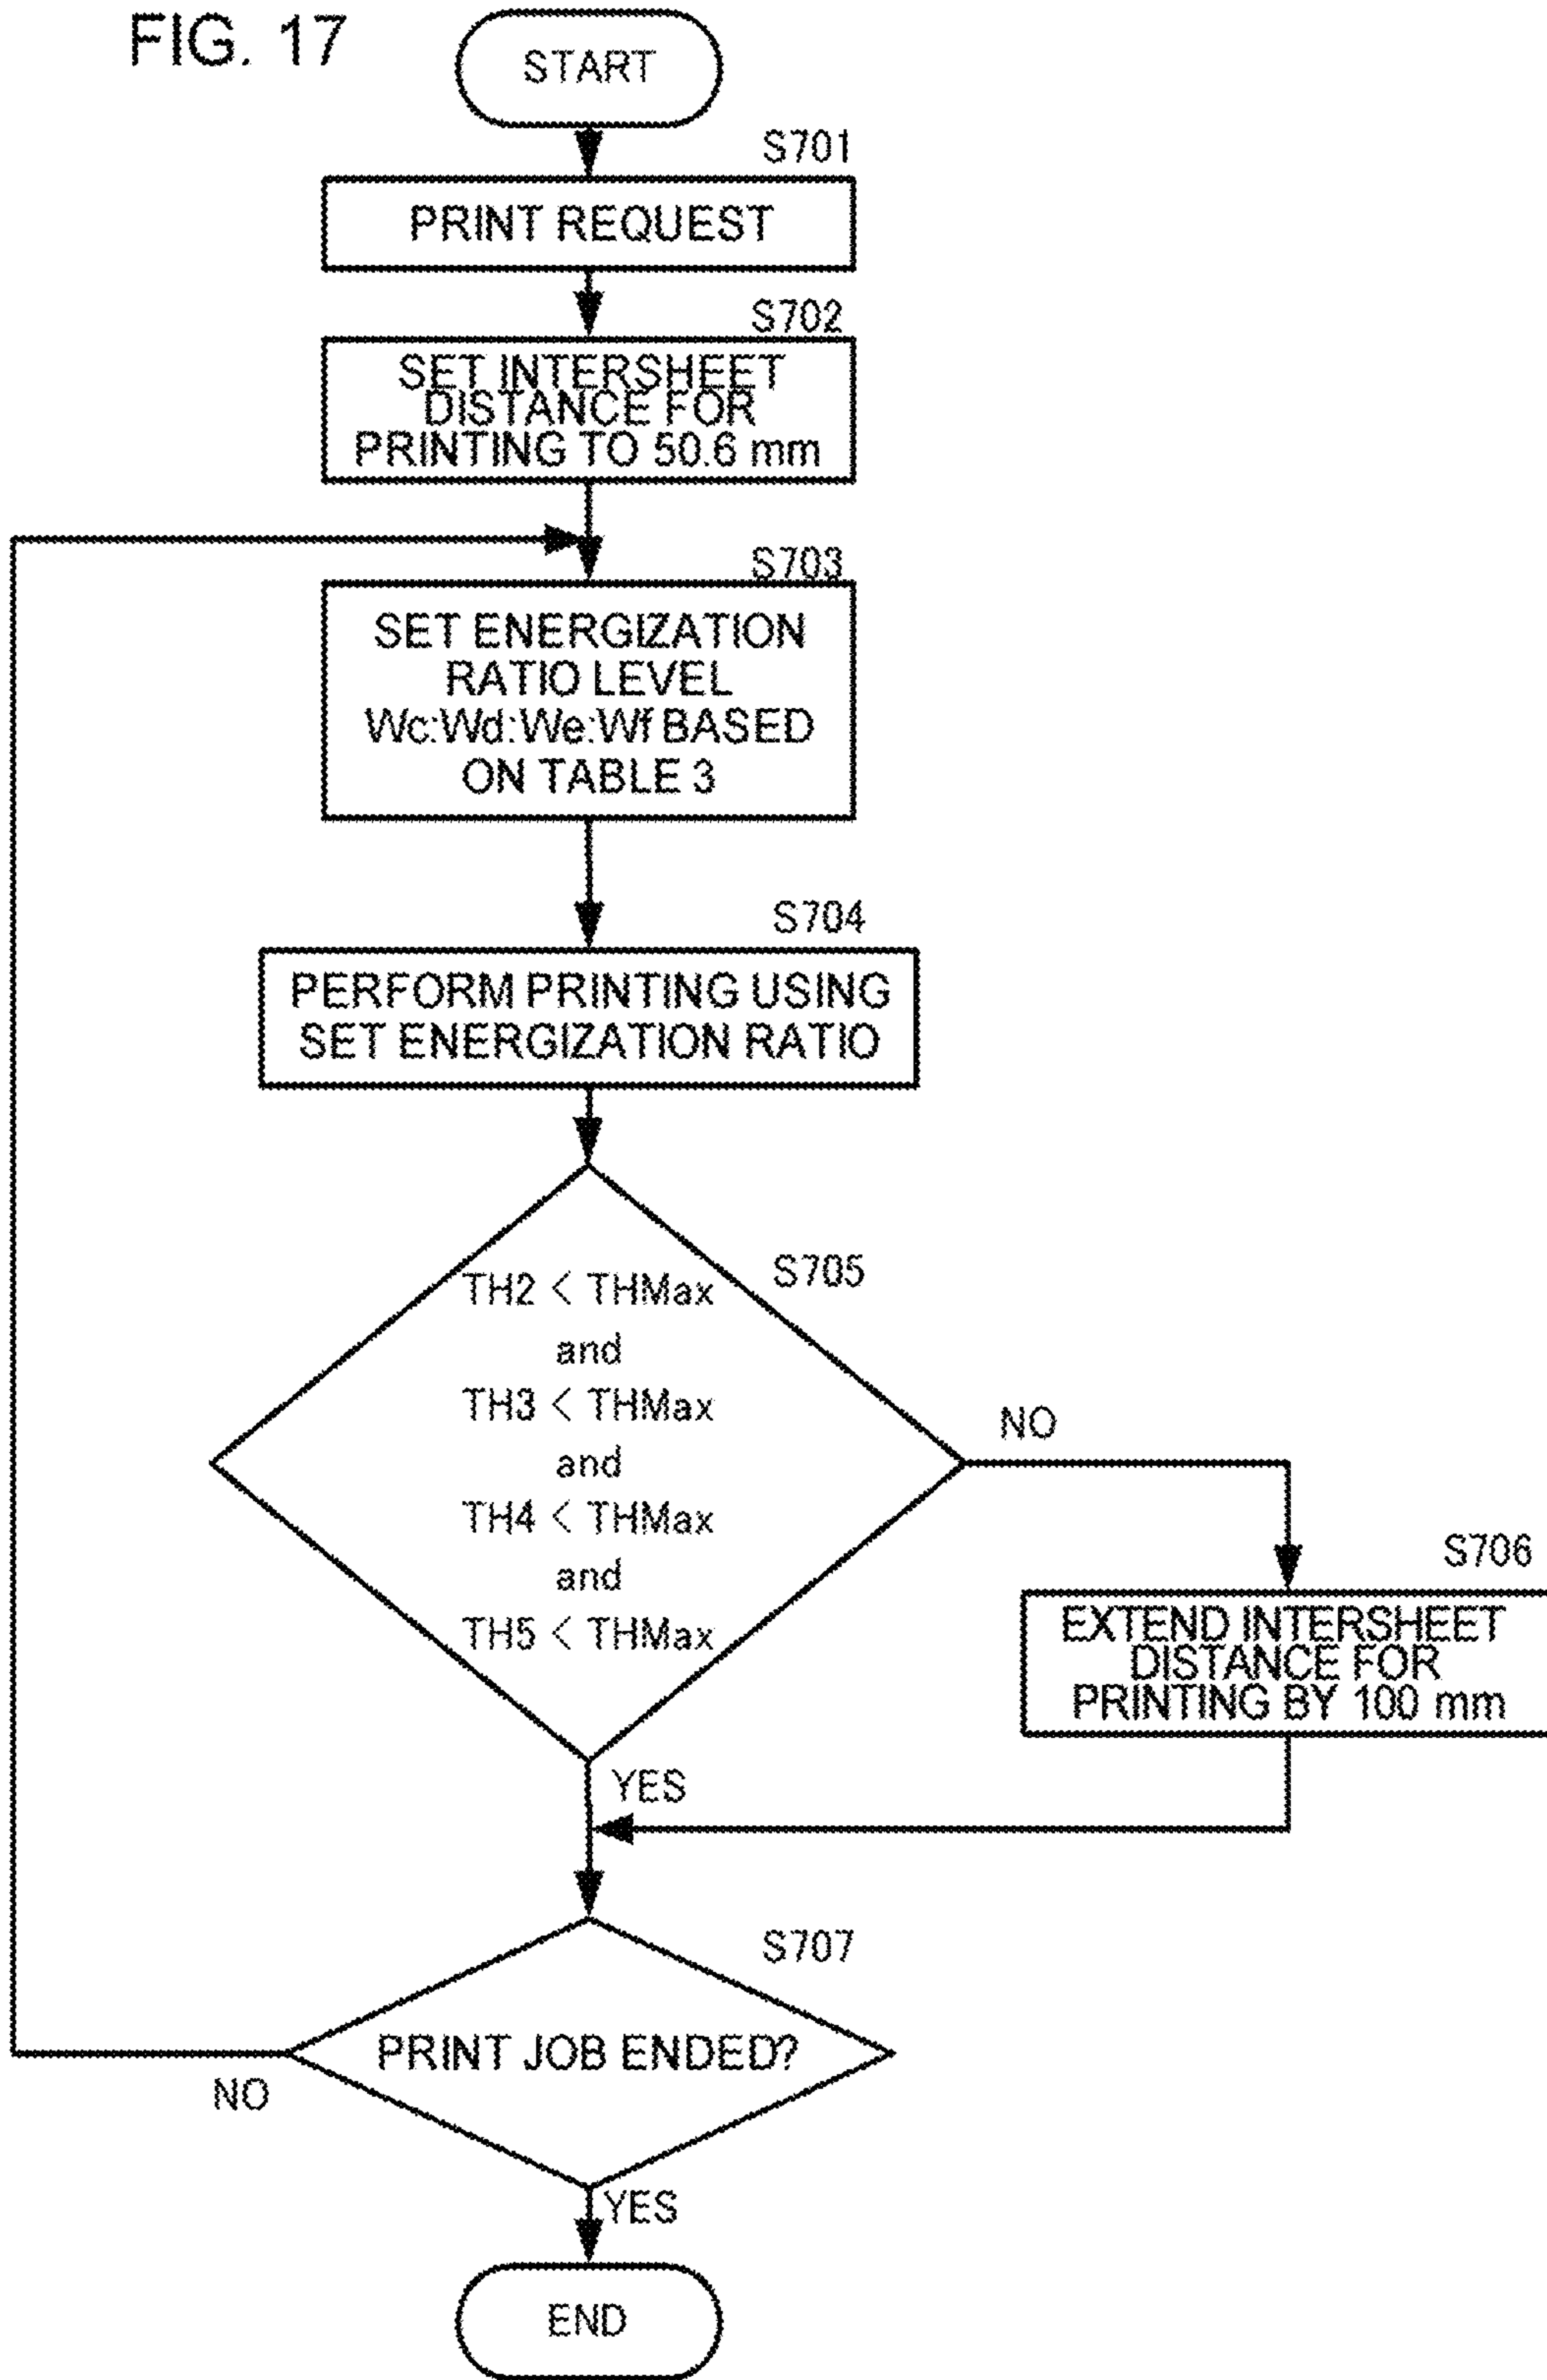 FIG. 17
START
S701
PRINT REQUEST
S702
SET INTERSHEET
DISTANCE FOR
PRINTING TO 50.6 mm
S703
SET ENERGIZATION
RATIO LEVEL
Wc:Wd:We:Wf BASED
ON TABLE 3
S704
PERFORM PRINTING USING
SET ENERGIZATION RATIO
S705
TH2 < THMax
and
TH3 < THMax
and
TH4 < THMax
and
TH5 < THMax
NO
S706
EXTEND INTERSHEET
DISTANCE FOR
PRINTING BY 100 mm
YES
S707
PRINT JOB ENDED?
NO
YES
END